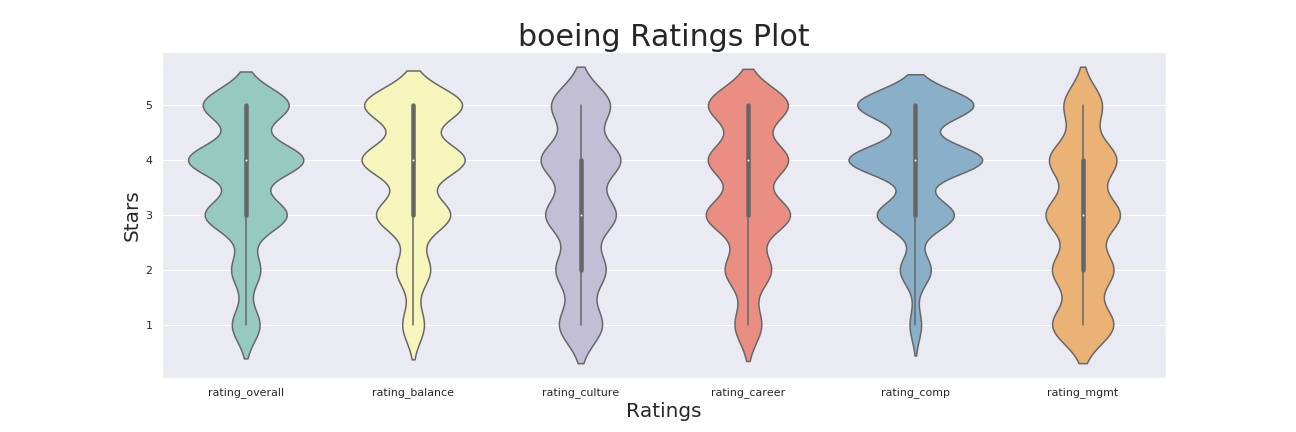 boeing Ratings Plot
Stars
5
4
3
2
1
rating_overall rating_balance rating_culture rating_career rating_comp rating_mgmt
Ratings